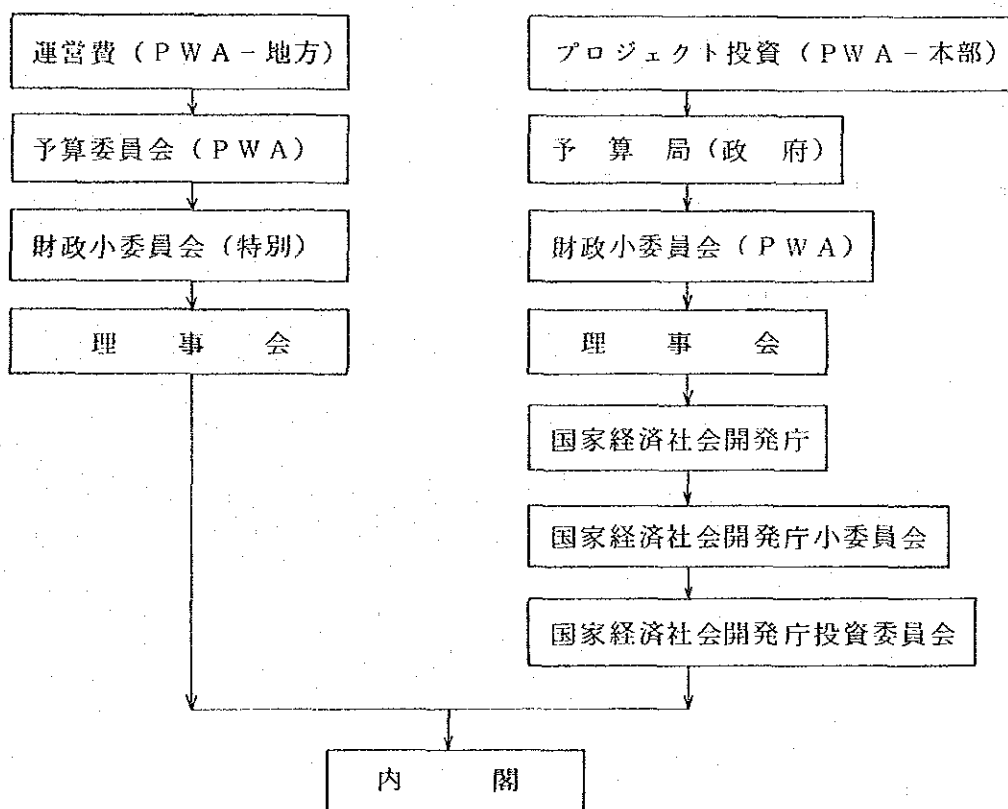 運営費（PWA－地方）
予算委員会（PWA）
財政小委員会（特別）
理事会
プロジェクト投資（PWA－本部）
予算局（政府）
財政小委員会（PWA）
理事会
国家経済社会開発庁
国家経済社会開発庁小委員会
国家経済社会開発庁投資委員会
内閣